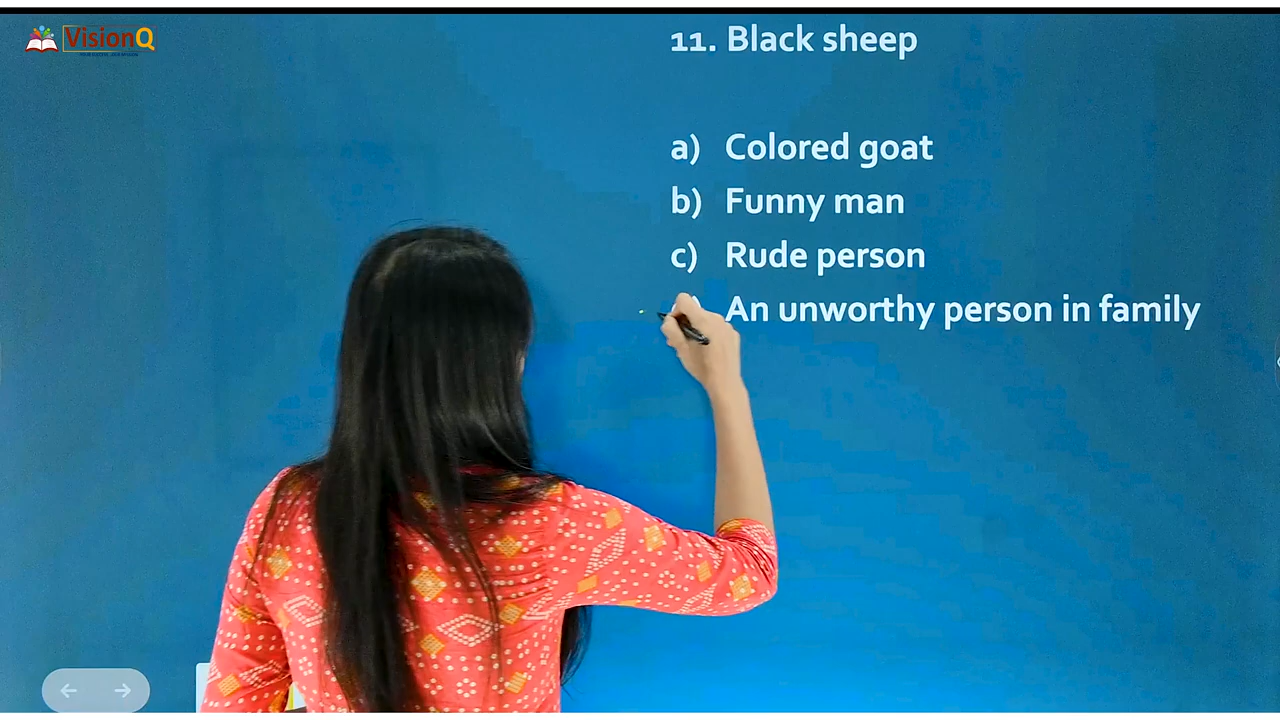 VisionQ
11. Black sheep
a) Colored goat
b) Funny man
c) Rude person
An unworthy person in family